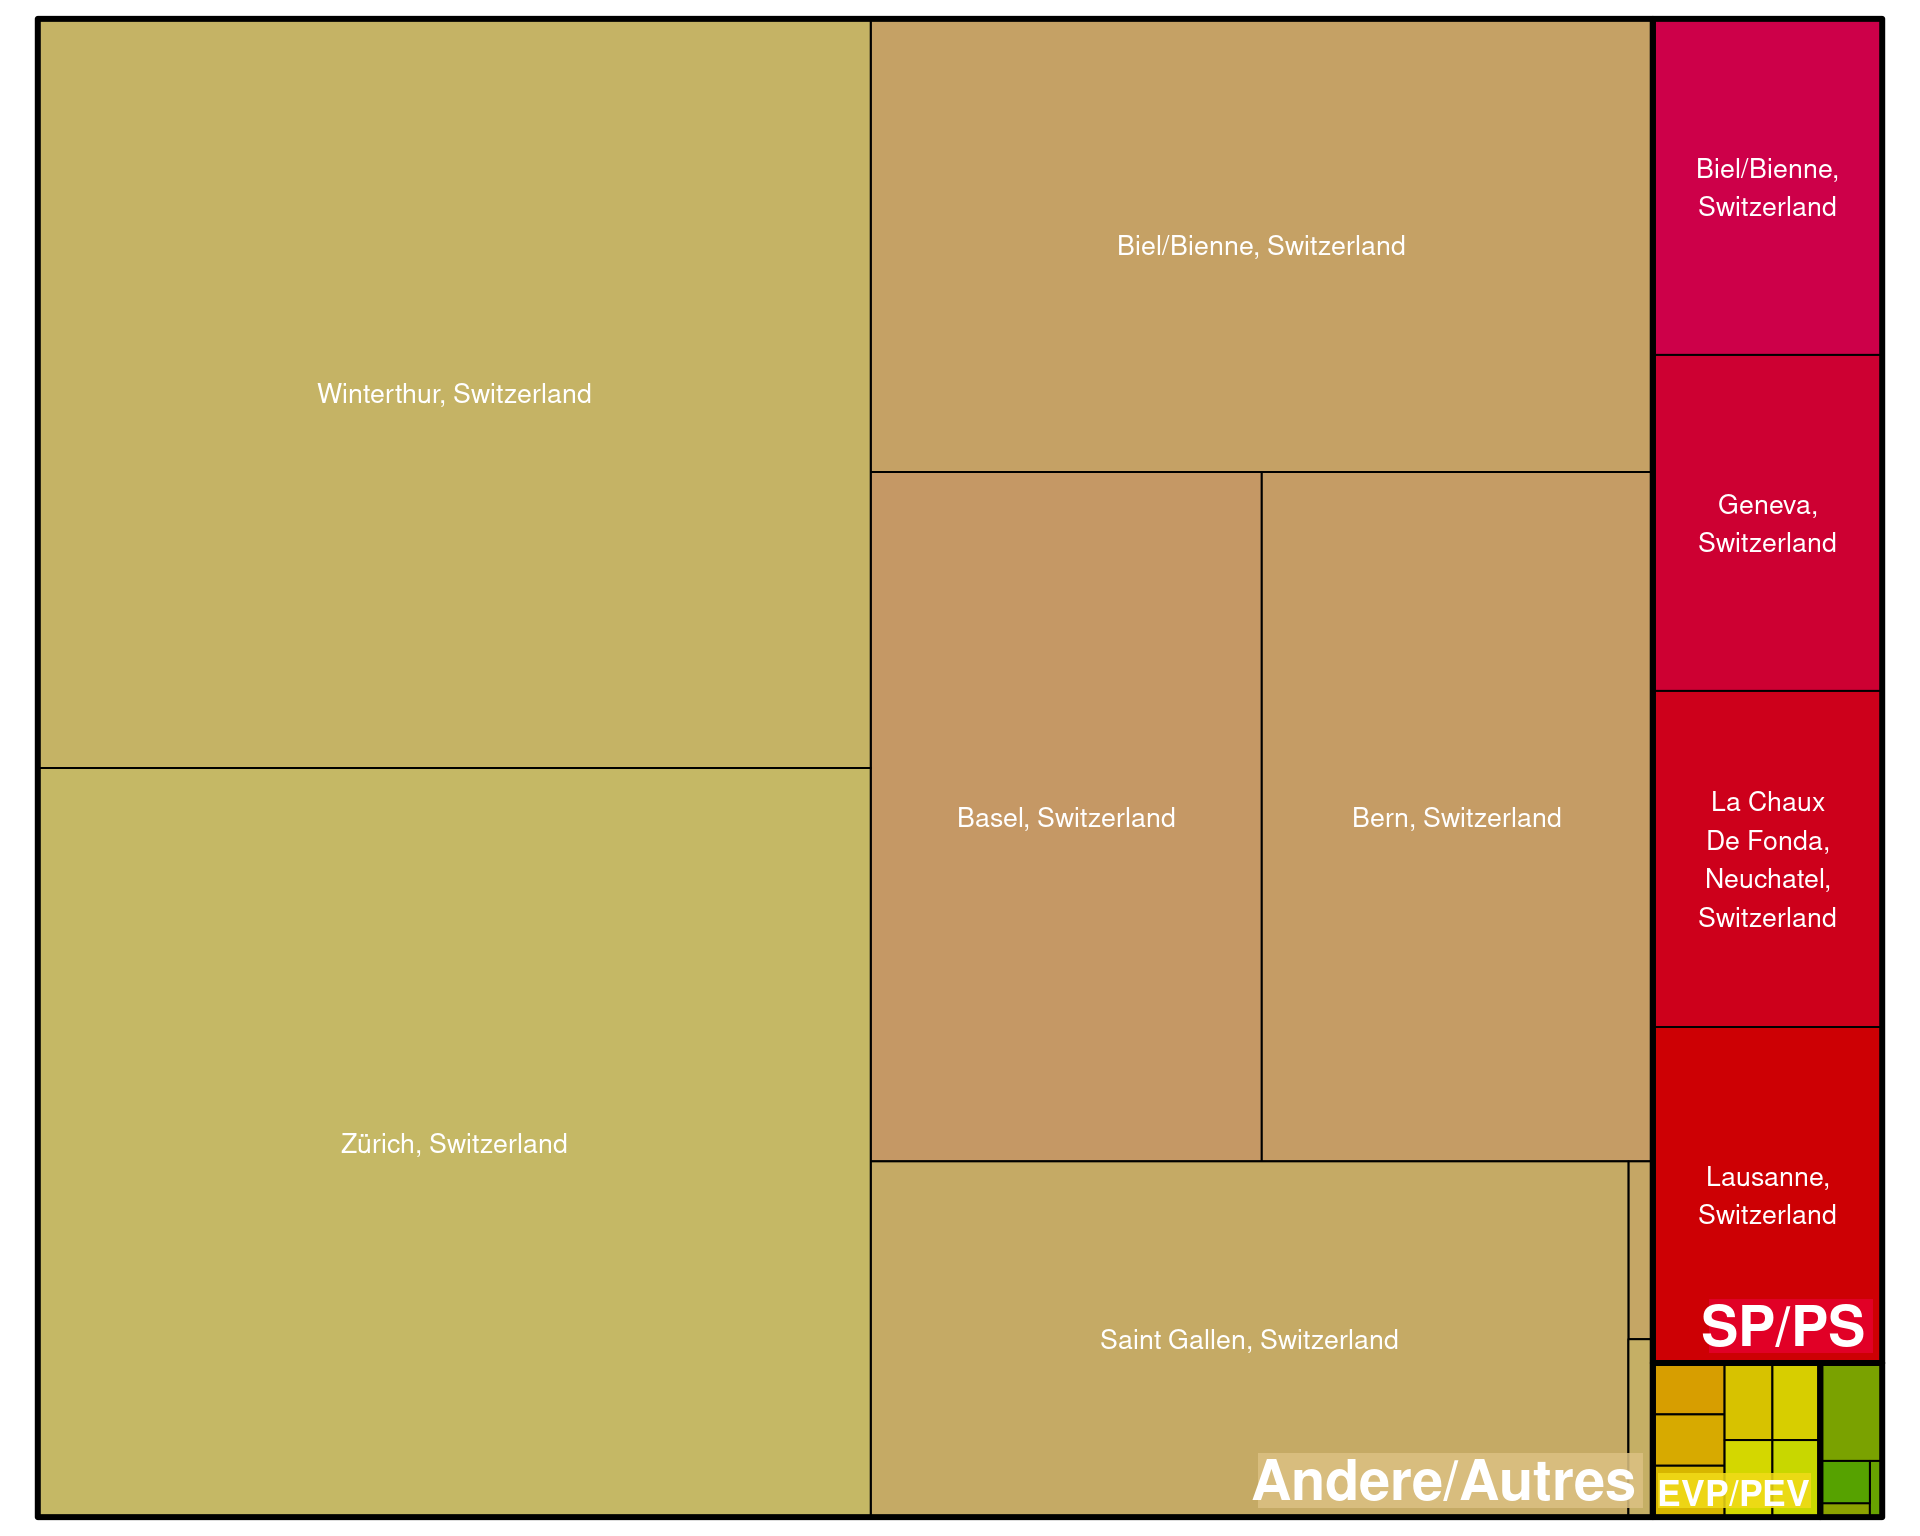 Winterthur, Switzerland
Zürich, Switzerland
Biel/Bienne, Switzerland
Basel, Switzerland
Bern, Switzerland
Saint Gallen, Switzerland
Andere/Autres
Biel/Bienne,
Switzerland
Geneva,
Switzerland
La Chaux
De Fonda,
Neuchatel,
Switzerland
Lausanne,
Switzerland
SP/PS
EVP/PEV